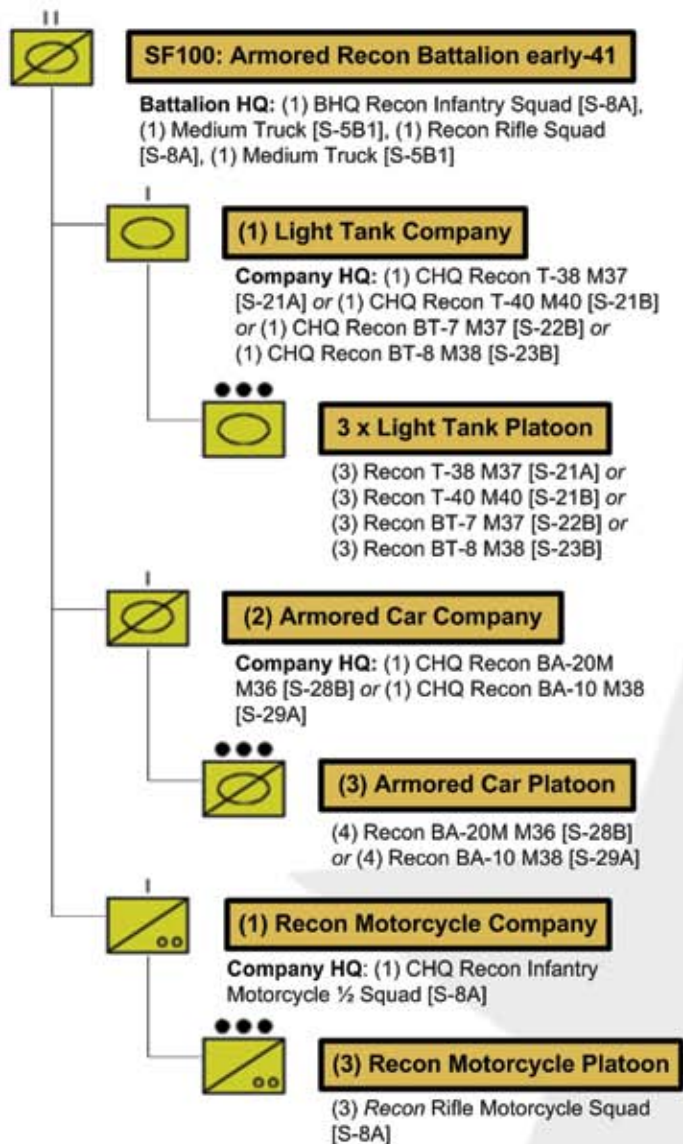 SF100: Armored Recon Battalion early-41
Battalion HQ: (1) BHQ Recon Infantry Squad [S-8A],
(1) Medium Truck [S-5B1], (1) Recon Rifle Squad
[S-8A], (1) Medium Truck [S-5B1]
(1) Light Tank Company
Company HQ: (1) CHQ Recon T-38 M37
[S-21A] or (1) CHQ Recon T-40 M40 [S-21B]
or (1) CHQ Recon BT-7 M37 [S-22B] or
(1) CHQ Recon BT-8 M38 [S-23B]
3 x Light Tank Platoon
(3) Recon T-38 M37 [S-21A] or
(3) Recon T-40 M40 [S-21B] or
(3) Recon BT-7 M37 [S-22B] or
(3) Recon BT-8 M38 [S-23B]
(2) Armored Car Company
Company HQ: (1) CHQ Recon BA-20M
M36 [S-28B] or (1) CHQ Recon BA-10 M38
[S-29A]
(3) Armored Car Platoon
(4) Recon BA-20M M36 [S-28B]
or (4) Recon BA-10 M38 [S-29A]
(1) Recon Motorcycle Company
Company HQ: (1) CHQ Recon Infantry
Motorcycle ½ Squad [S-8A]
(3) Recon Motorcycle Platoon
(3) Recon Rifle Motorcycle Squad
[S-8A]